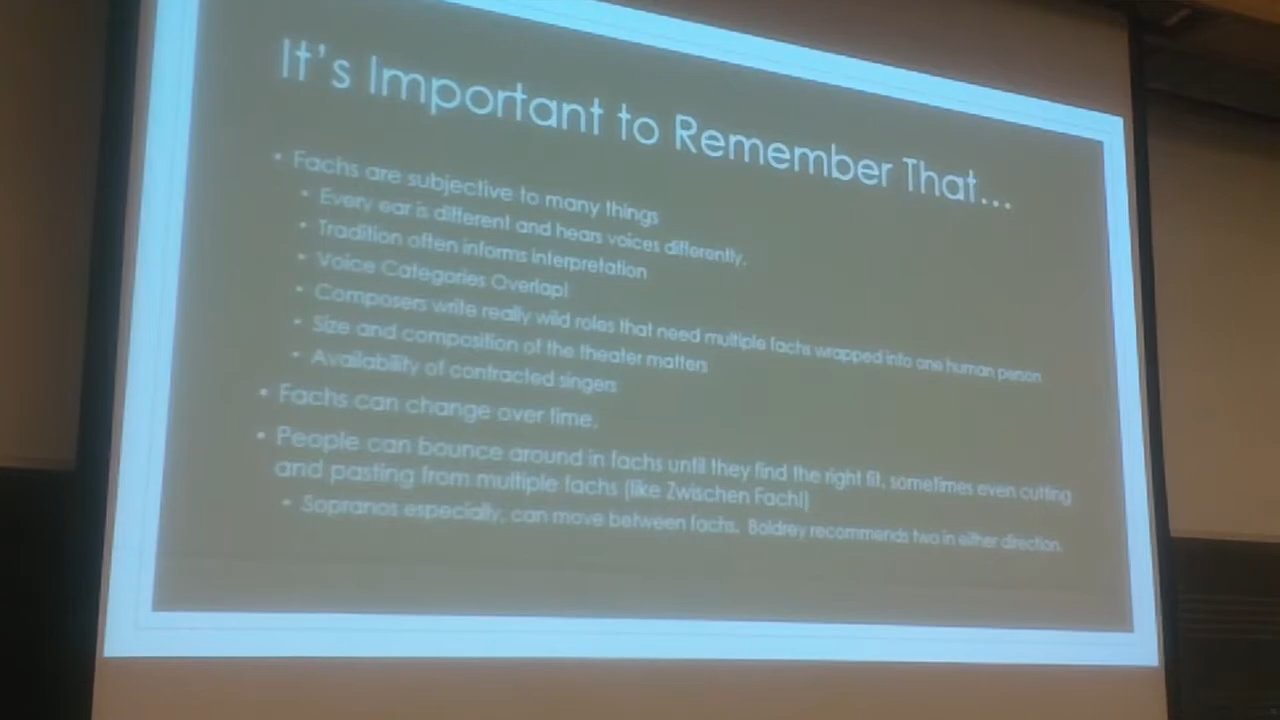 It's Important to Remember That...
• Fachs are subjective to many things
• Every ear is different and hears voices differently.
• Tradition often informs interpretation
• Voice Categories Overlap!
• Composers write really wild roles that need multiple fachs wrapped into one human person
• Size and composition of the theater matters
• Availability of contracted singers
• Fachs can change over time.
• People can bounce around in fachs until they find the right fit, sometimes even cutting
and pasting from multiple fachs (like Zwischen Fach!)
• Sopranos especially, can move between fachs. Boldrey recommends two in either direction.